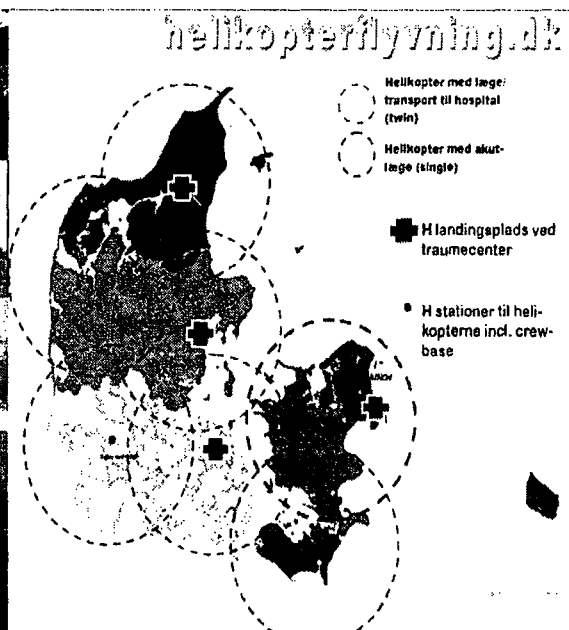 helikopterflyvning.dk
Helikopter med læge/
transport til hospital
(twin)
Helikopter med akut-
læge (single)
H landingsplads ved
traumecenter
H stationer til heli-
kopterne incl. crew-
base